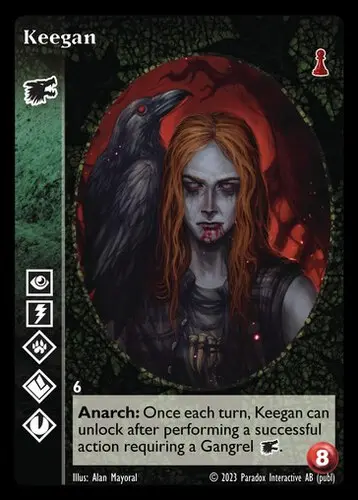 Keegan
6
Anarch: Once each turn, Keegan can
unlock after performing a successful
action requiring a Gangrel .
8
Illus: Alan Mayoral © 2023 Paradox Interactive AB (publ)